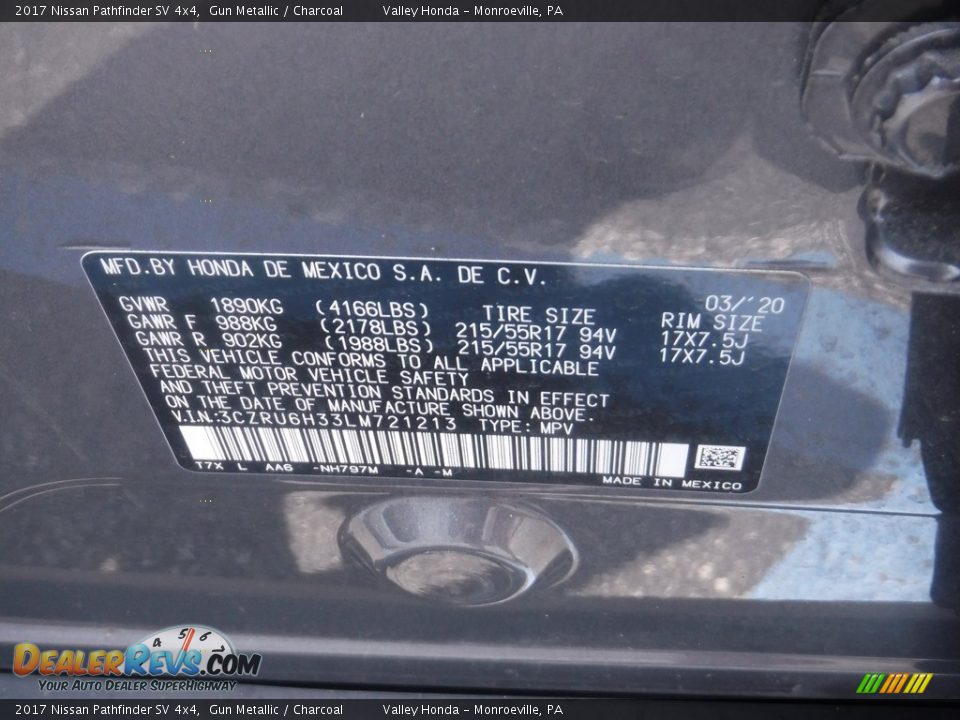 2017 Nissan Pathfinder SV 4x4,  Gun Metallic / Charcoal        Valley Honda - Monroeville, PA
MFD.BY HONDA DE MEXICO S.A. DE C.V.
03/'20
GVWR 1890KG (4166LBS) TIRE SIZE RIM SIZE
GAWR F 988KG (2178LBS) 215/55R17 94V 17X7.5J
GAWR R 902KG (1988LBS) 215/55R17 94V 17X7.5J
THIS VEHICLE CONFORMS TO ALL APPLICABLE
FEDERAL MOTOR VEHICLE SAFETY
AND THEFT PREVENTION STANDARDS IN EFFECT
ON THE DATE OF MANUFACTURE SHOWN ABOVE.
V.I.N.:3CZRU6H33LM721213 TYPE: MPV
T7X L AA6 -NH797M -A -M
MADE IN MEXICO
4 5 6 7
DealerRevs.com
Your Auto Dealer SuperHighway
2017 Nissan Pathfinder SV 4x4,  Gun Metallic / Charcoal        Valley Honda - Monroeville, PA